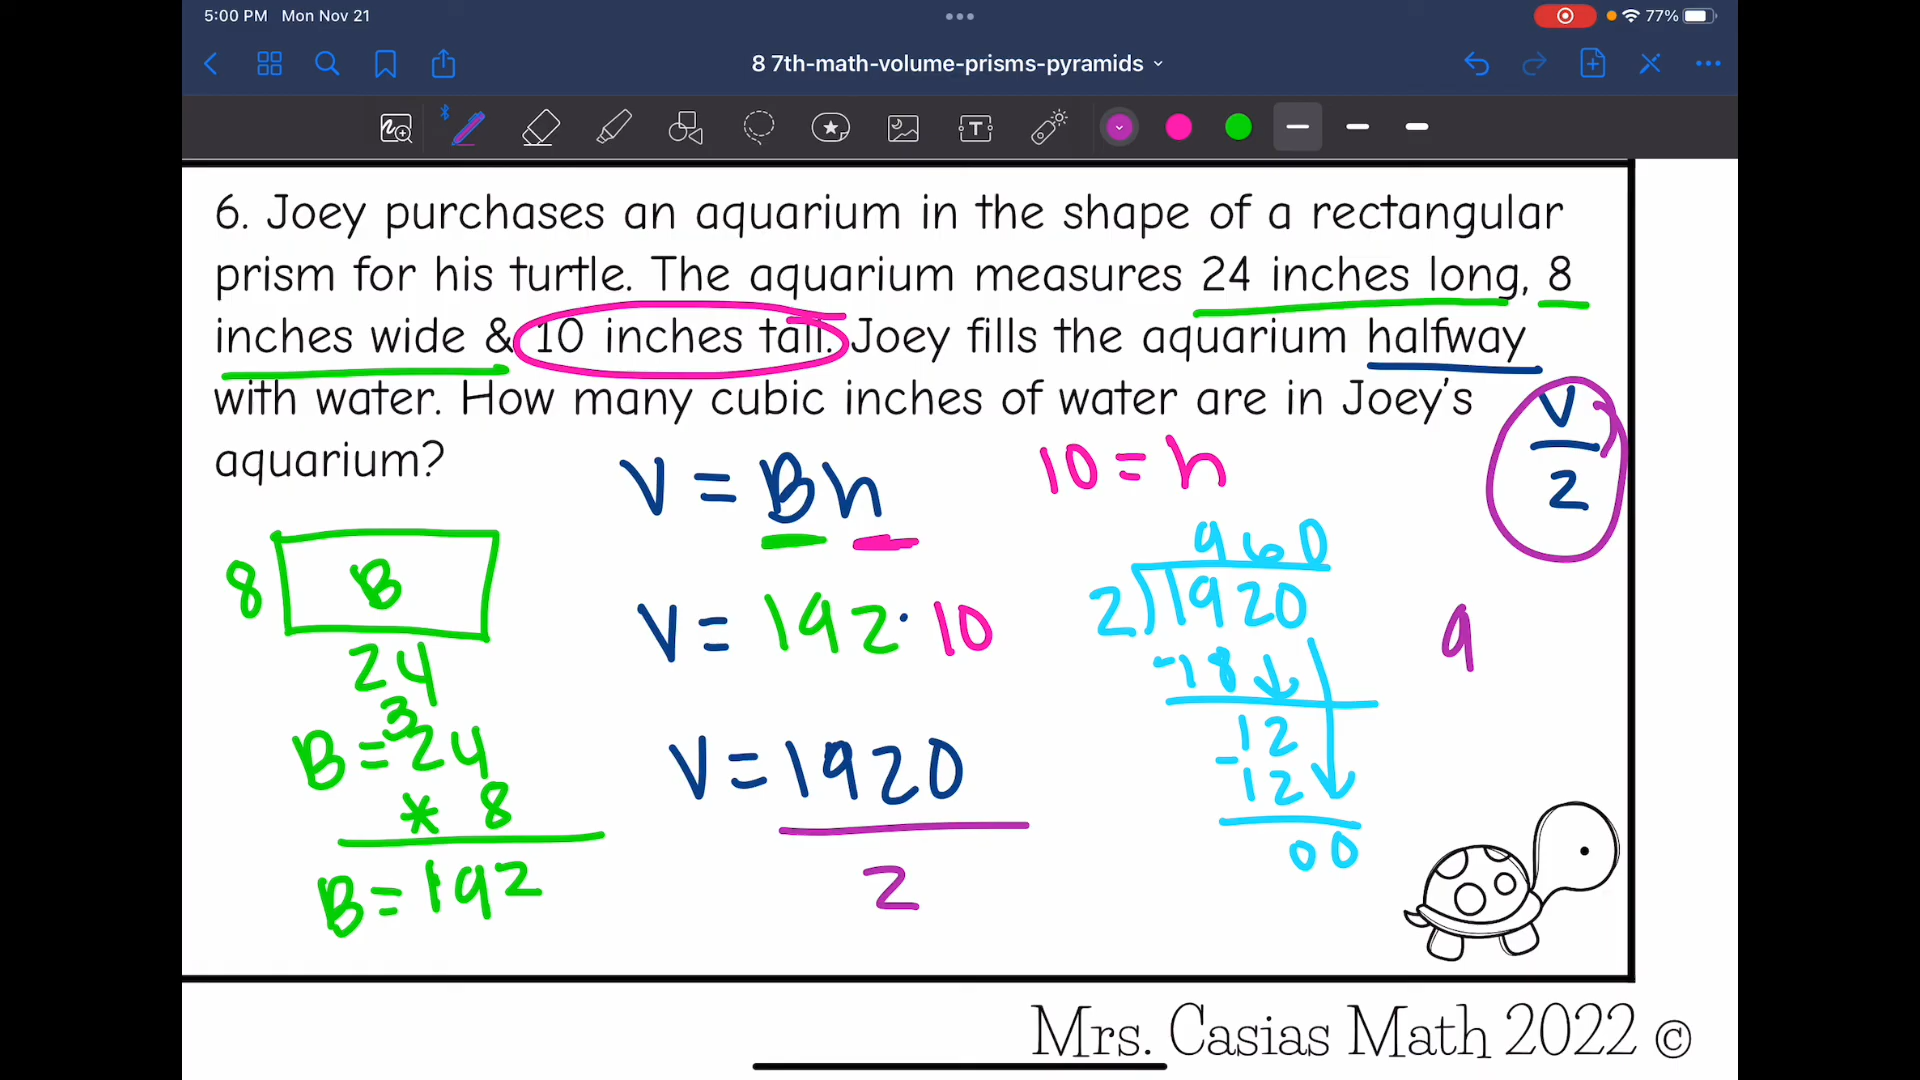 5:00 PM Mon Nov 21
77%
8 7th-math-volume-prisms-pyramids
T
6. Joey purchases an aquarium in the shape of a rectangular
prism for his turtle. The aquarium measures 24 inches long, 8
inches wide & 10 inches tall. Joey fills the aquarium halfway
with water. How many cubic inches of water are in Joey's
aquarium?
V
2
V = Bh
10 = h
8
B
24
V = 192 · 10
960
2)1920
-18
12
-12
00
9
3
B = 24
* 8
B = 192
V = 1920
2
Mrs. Casias Math 2022 ©